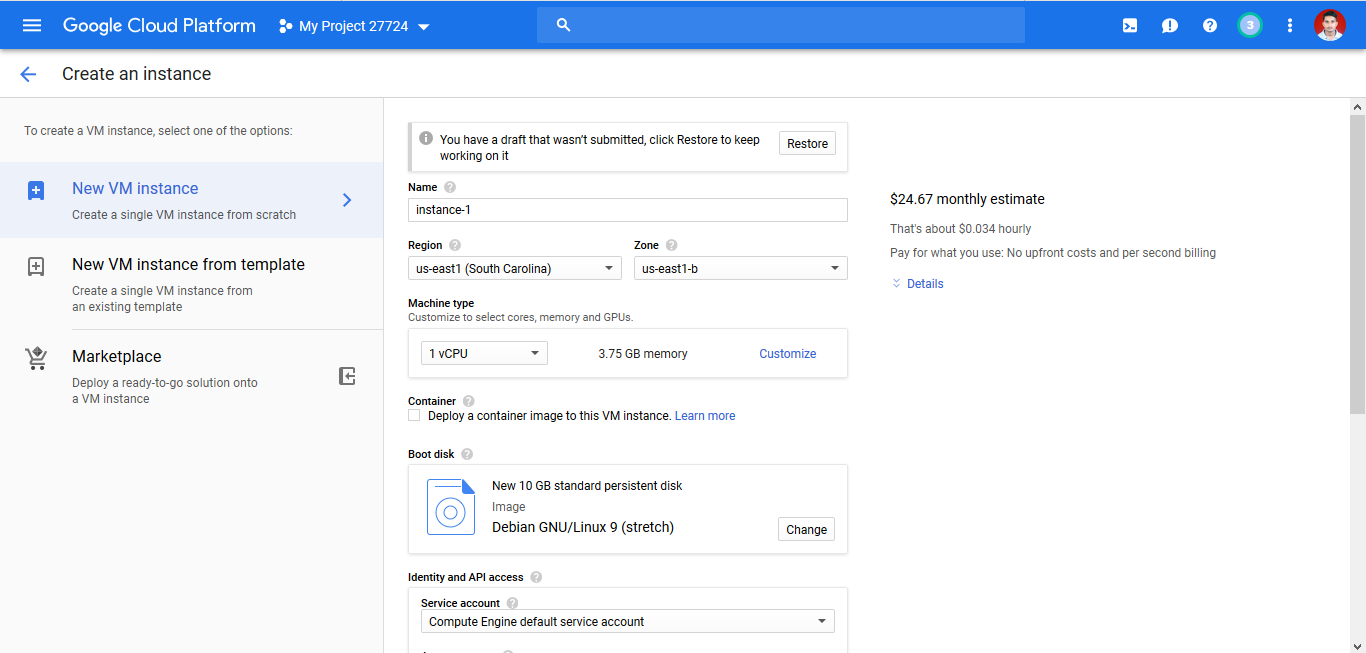 Google Cloud Platform
My Project 27724
3
Create an instance
To create a VM instance, select one of the options:
New VM instance
Create a single VM instance from scratch
New VM instance from template
Create a single VM instance from
an existing template
Marketplace
Deploy a ready-to-go solution onto
a VM instance
You have a draft that wasn't submitted, click Restore to keep
working on it
Restore
Name
instance-1
Region
Zone
us-east1 (South Carolina)
us-east1-b
Machine type
Customize to select cores, memory and GPUs.
1 vCPU
3.75 GB memory
Customize
Container
Deploy a container image to this VM instance. Learn more
Boot disk
New 10 GB standard persistent disk
Image
Debian GNU/Linux 9 (stretch)
Change
Identity and API access
Service account
Compute Engine default service account
$24.67 monthly estimate
That's about $0.034 hourly
Pay for what you use: No upfront costs and per second billing
Details